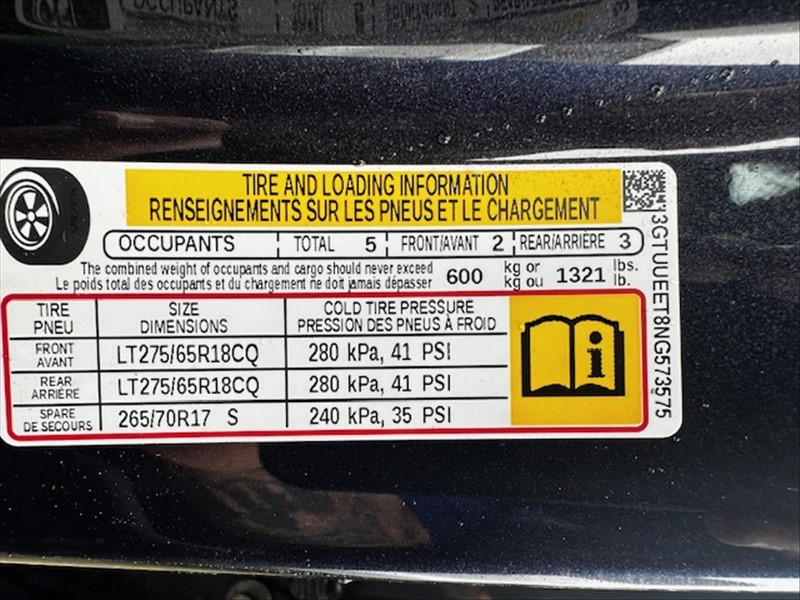 TIRE AND LOADING INFORMATION
RENSEIGNEMENTS SUR LES PNEUS ET LE CHARGEMENT
OCCUPANTS TOTAL 5 FRONT/AVANT 2 REAR/ARRIÈRE 3
The combined weight of occupants and cargo should never exceed 600 kg or 1321 lbs.
Le poids total des occupants et du chargement ne doit jamais dépasser kg ou lb.
TIRE SIZE COLD TIRE PRESSURE
PNEU DIMENSIONS PRESSION DES PNEUS À FROID
FRONT AVANT LT275/65R18CQ 280 kPa, 41 PSI
REAR ARRIÈRE LT275/65R18CQ 280 kPa, 41 PSI
SPARE DE SECOURS 265/70R17 S 240 kPa, 35 PSI
3GTUUEET8NG573575